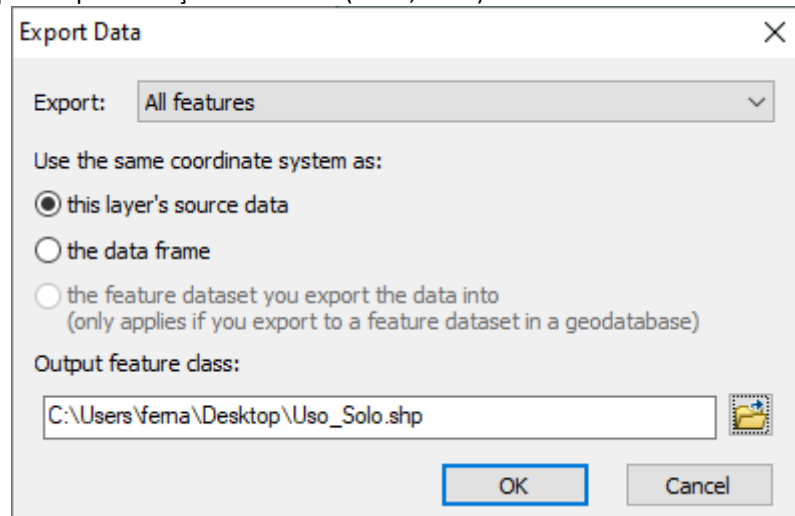 Export Data
Export: All features
Use the same coordinate system as:
this layer's source data
the data frame
the feature dataset you export the data into
(only applies if you export to a feature dataset in a geodatabase)
Output feature class:
C:\Users\ferna\Desktop\Uso_Solo.shp
OK Cancel